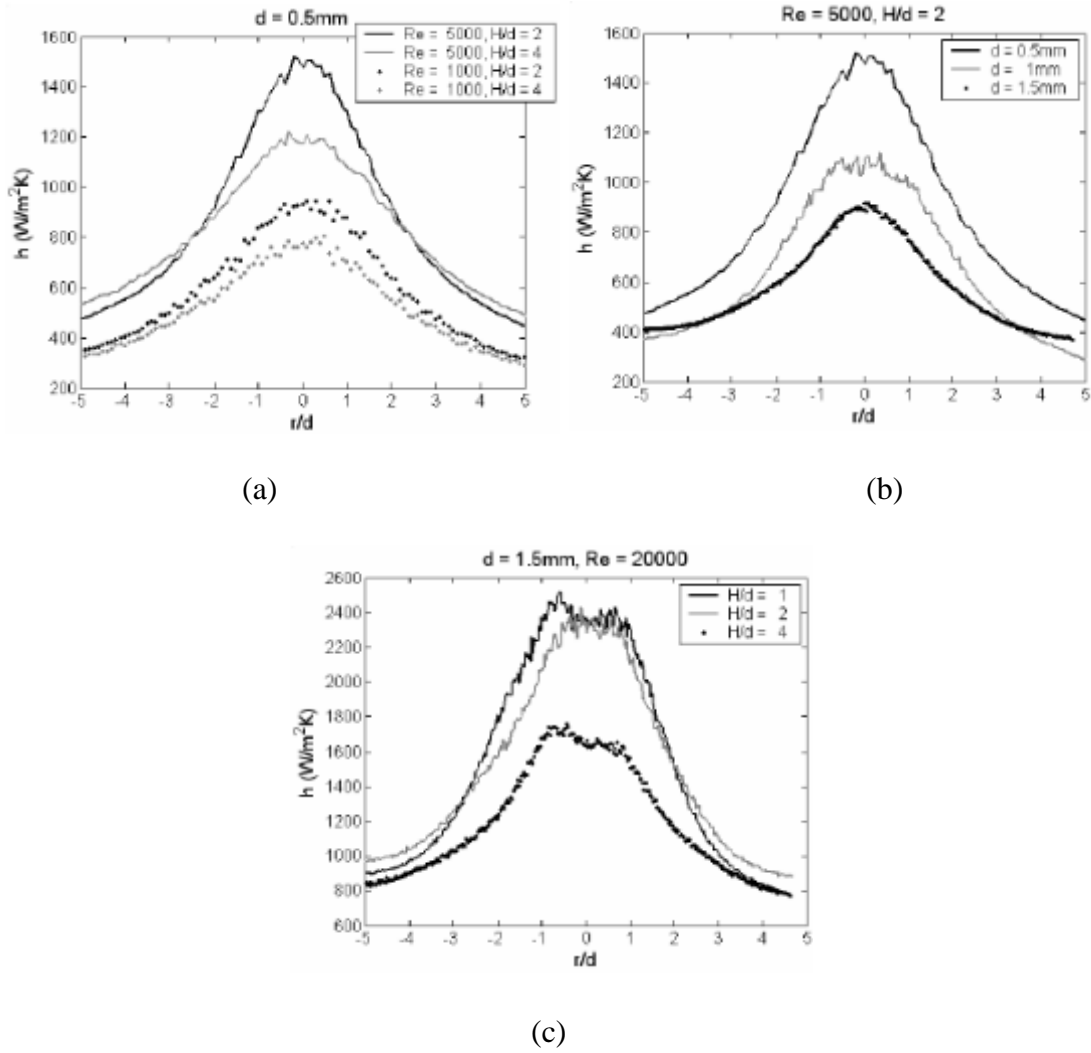 d = 0.5mm
Re = 5000, H/d = 2
Re = 5000, H/d = 4
Re = 1000, H/d = 2
Re = 1000, H/d = 4
1600
1400
1200
1000
800
600
400
200
h (W/m²K)
-5 -4 -3 -2 -1 0 1 2 3 4 5
r/d
(a)
Re = 5000, H/d = 2
d = 0.5mm
d = 1mm
d = 1.5mm
1600
1400
1200
1000
800
600
400
200
h (W/m²K)
-5 -4 -3 -2 -1 0 1 2 3 4 5
r/d
(b)
d = 1.5mm, Re = 20000
H/d = 1
H/d = 2
H/d = 4
2600
2400
2200
2000
1800
1600
1400
1200
1000
800
600
h (W/m²K)
-5 -4 -3 -2 -1 0 1 2 3 4 5
r/d
(c)